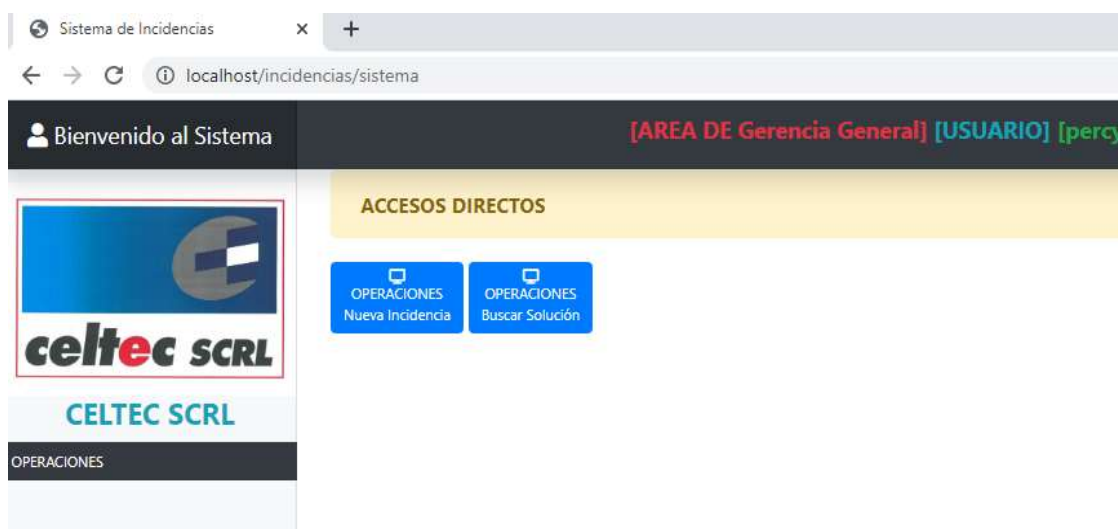 Sistema de Incidencias
localhost/incidencias/sistema
Bienvenido al Sistema
[AREA DE Gerencia General] [USUARIO] [percy
celtec SCRL
CELTEC SCRL
OPERACIONES
ACCESOS DIRECTOS
OPERACIONES
Nueva Incidencia
OPERACIONES
Buscar Solución